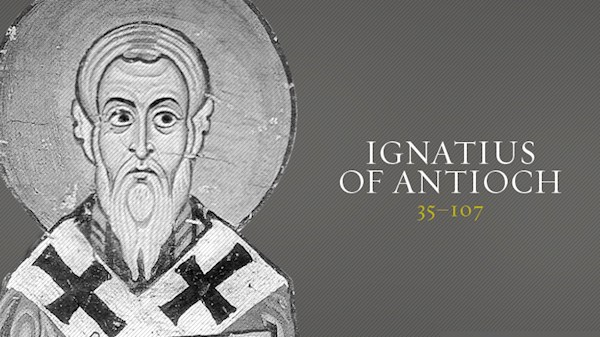 IGNATIUS
OF ANTIOCH
35–107